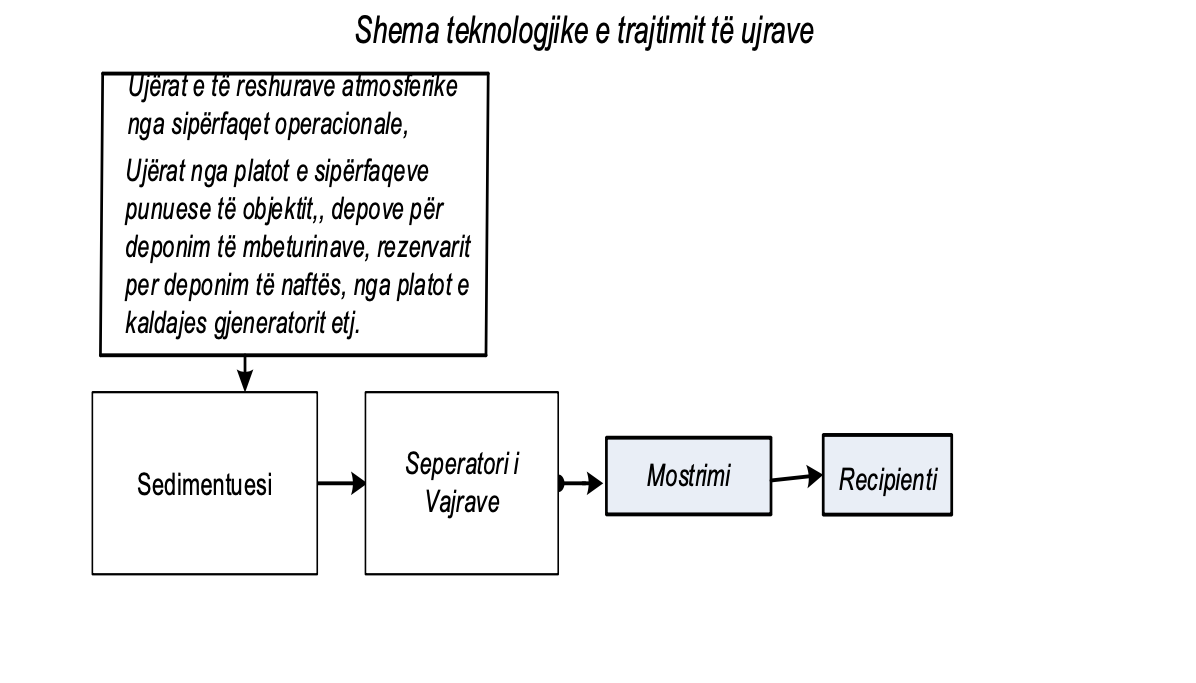 Shema teknologjike e trajtimit të ujrave
Ujërat e të reshurave atmosferike
nga sipërfaqet operacionale,
Ujërat nga platot e sipërfaqeve
punuese të objektit,, depove për
deponim të mbeturinave, rezervarit
per deponim të naftës, nga platot e
kaldajes gjeneratorit etj.
Sedimentuesi
Seperatori i
Vajrave
Mostrimi
Recipienti